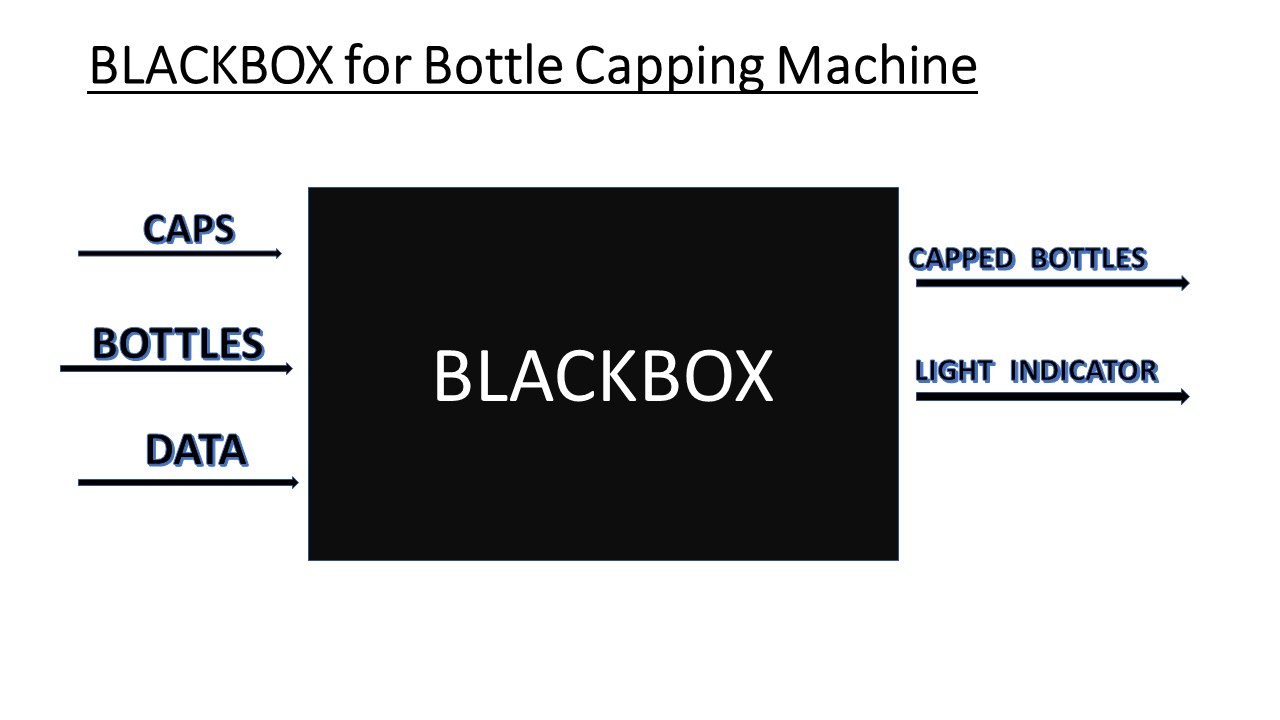 BLACKBOX for Bottle Capping Machine
CAPS
BOTTLES
DATA
BLACKBOX
CAPPED BOTTLES
LIGHT INDICATOR